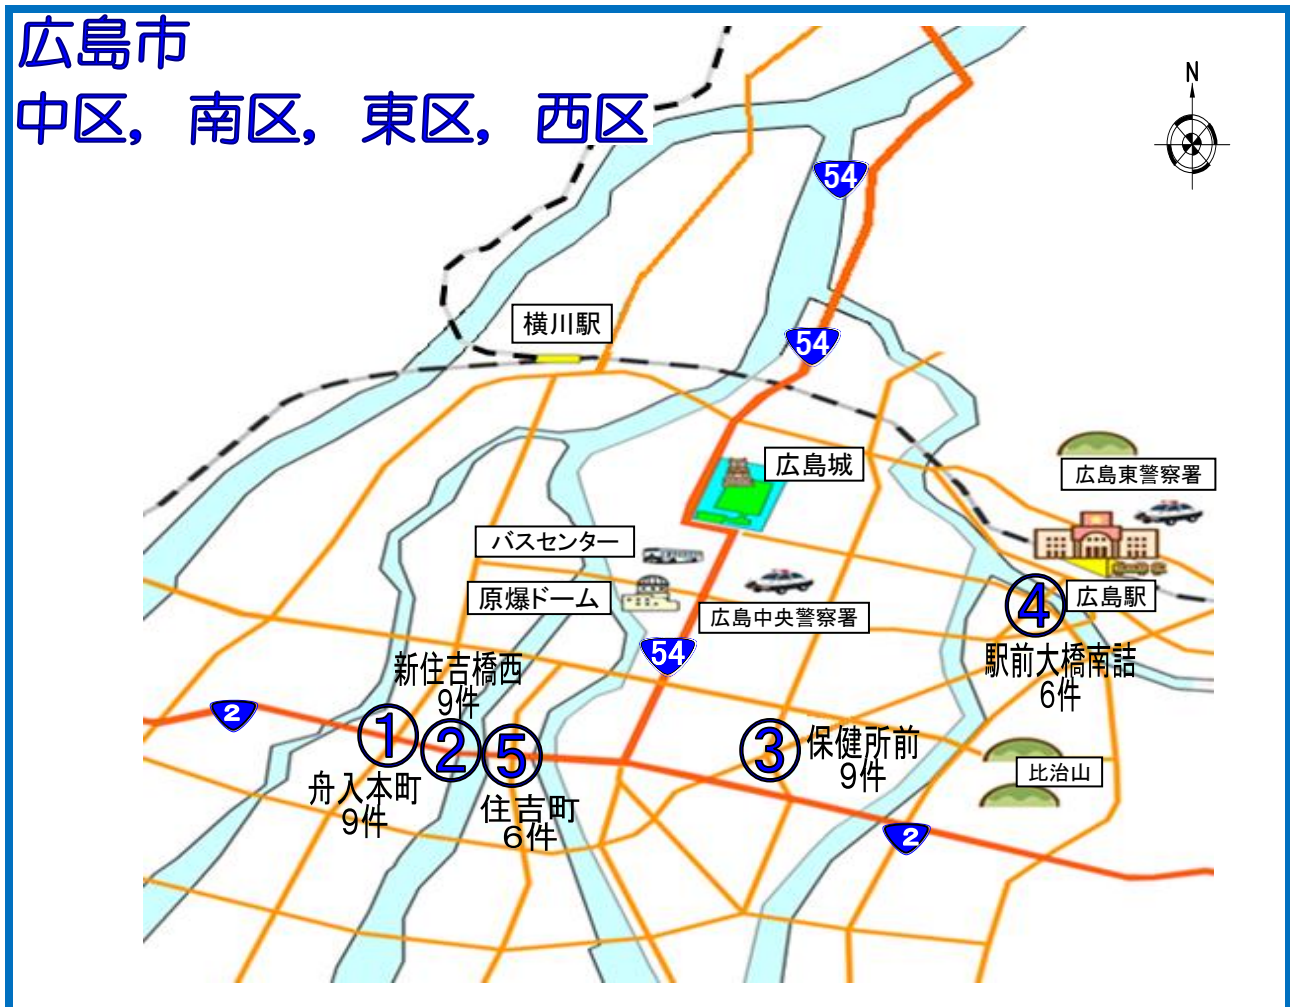 広島市
中区，南区，東区，西区
N
54
横川駅
54
広島城
広島東警察署
バスセンター
原爆ドーム
広島中央警察署
④
広島駅
54
新住吉橋西
9件
駅前大橋南詰
6件
2
①
②
⑤
③
保健所前
9件
舟入本町
9件
住吉町
6件
比治山
2